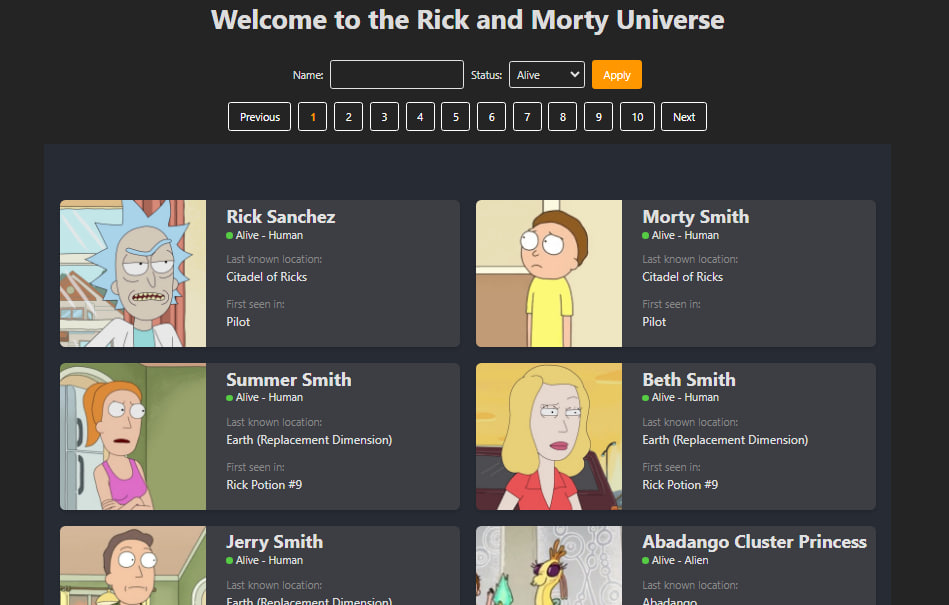 Welcome to the Rick and Morty Universe
Name: Status: Alive Apply
Previous 1 2 3 4 5 6 7 8 9 10 Next
Rick Sanchez
Alive - Human
Last known location:
Citadel of Ricks
First seen in:
Pilot
Morty Smith
Alive - Human
Last known location:
Citadel of Ricks
First seen in:
Pilot
Summer Smith
Alive - Human
Last known location:
Earth (Replacement Dimension)
First seen in:
Rick Potion #9
Beth Smith
Alive - Human
Last known location:
Earth (Replacement Dimension)
First seen in:
Rick Potion #9
Jerry Smith
Alive - Human
Last known location:
Earth (Replacement Dimension)
Abadango Cluster Princess
Alive - Alien
Last known location:
Abadango